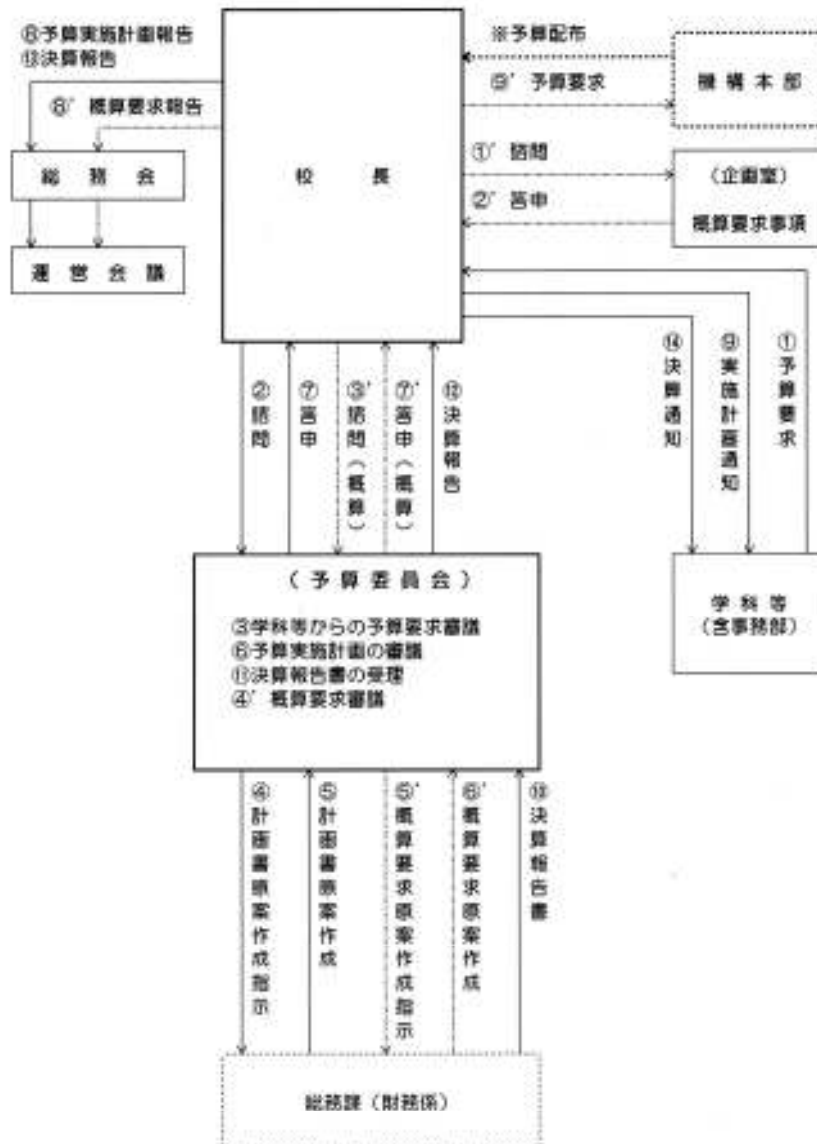 ⑧予算実施計画報告
⑬決算報告
⑧’ 概算要求報告
総務会
運営会議
校長
※予算配布
⑨’ 予算要求
機構本部
①’ 諮問
②’ 答申
（企画室）
概算要求事項
②諮問
⑦答申
③’諮問（概算）
⑦’答申（概算）
⑫決算報告
⑭決算通知
⑨実施計画通知
①予算要求
学科等
（含事務部）
（予算委員会）
③学科等からの予算要求審議
⑥予算実施計画の審議
⑪決算報告書の受理
④’ 概算要求審議
④計画書原案作成指示
⑤計画書原案作成
⑤’概算要求原案作成指示
⑥’概算要求原案作成
⑩決算報告書
総務課（財務係）